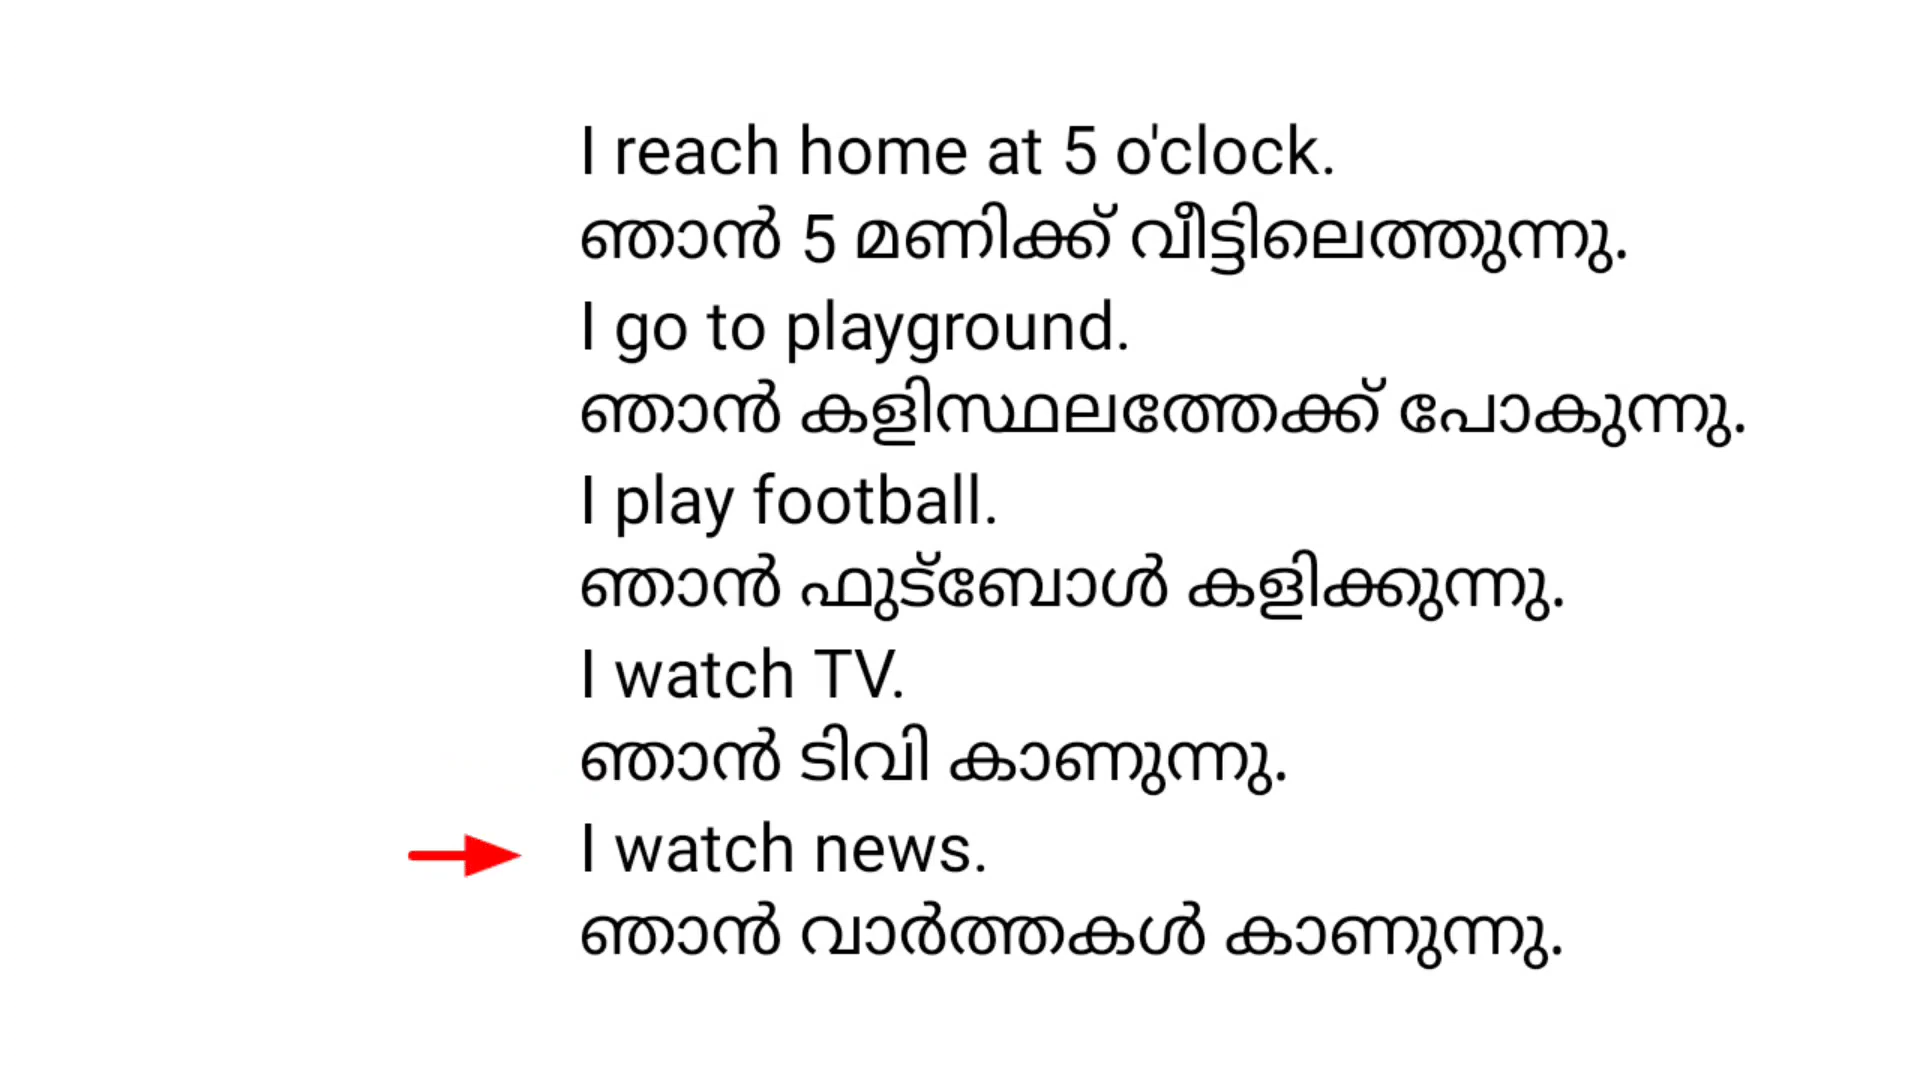 I reach home at 5 o'clock.
ഞാൻ 5 മണിക്ക് വീട്ടിലെത്തുന്നു.
I go to playground.
ഞാൻ കളിസ്ഥലത്തേക്ക് പോകുന്നു.
I play football.
ഞാൻ ഫുട്ബോൾ കളിക്കുന്നു.
I watch TV.
ഞാൻ ടിവി കാണുന്നു.
I watch news.
ഞാൻ വാർത്തകൾ കാണുന്നു.